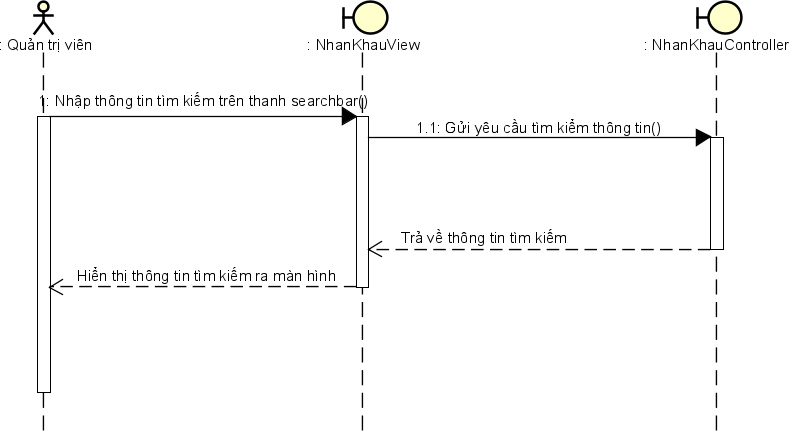 : Quản trị viên
: NhanKhauView
: NhanKhauController
1: Nhập thông tin tìm kiếm trên thanh searchbar()
1.1: Gửi yêu cầu tìm kiểm thông tin()
Trả về thông tin tìm kiếm
Hiển thị thông tin tìm kiếm ra màn hình